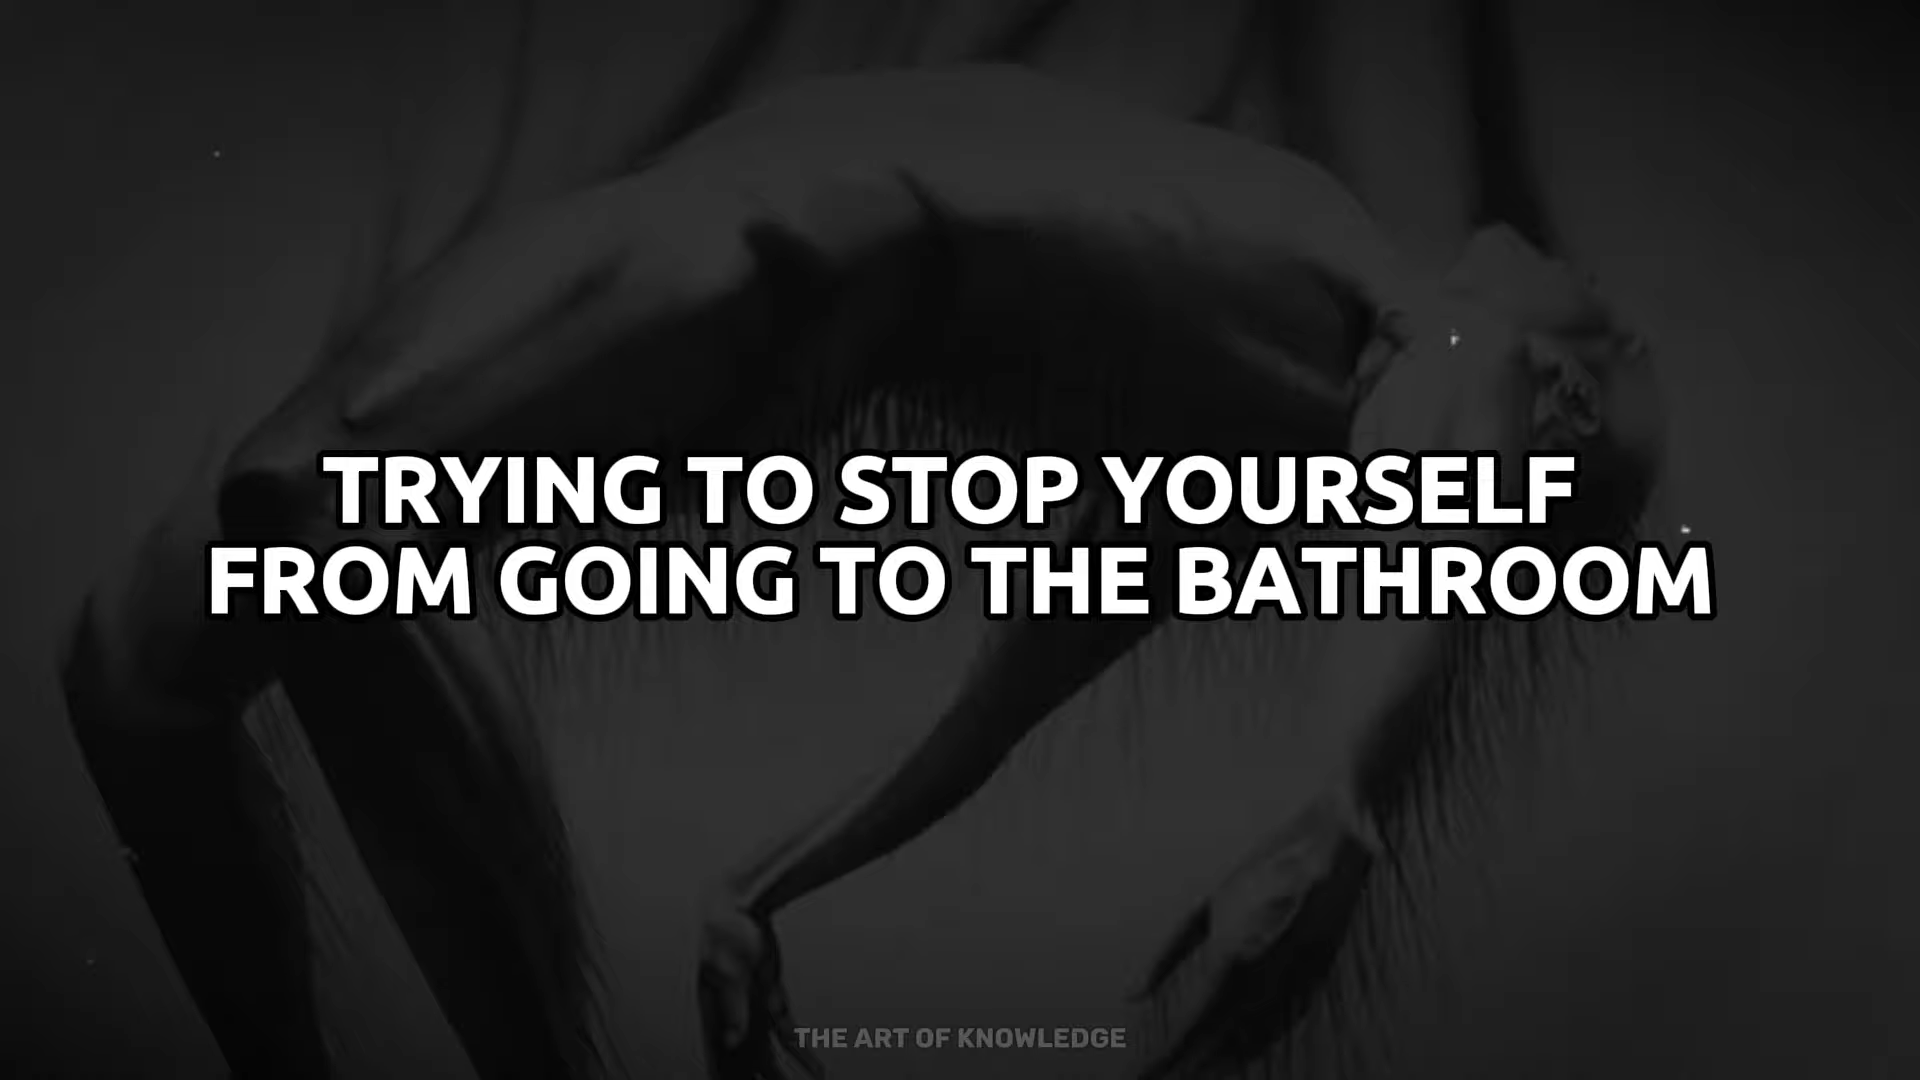 TRYING TO STOP YOURSELF
FROM GOING TO THE BATHROOM
THE ART OF KNOWLEDGE